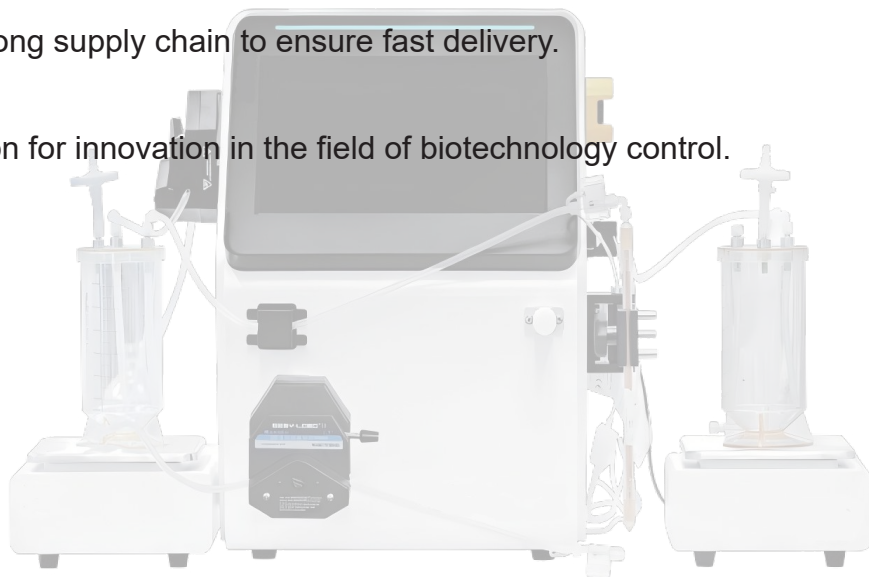 ong supply chain to ensure fast delivery.
on for innovation in the field of biotechnology control.